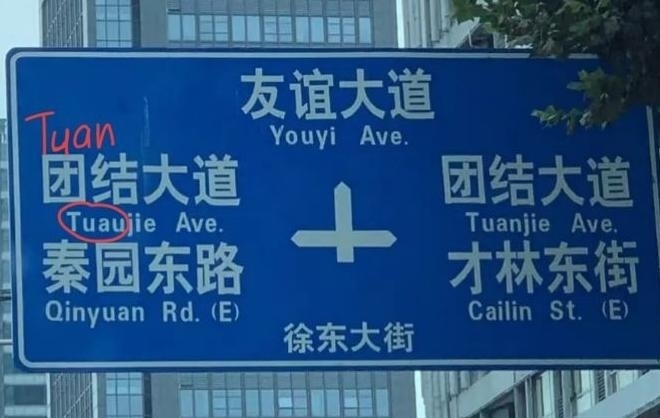 友谊大道
Youyi Ave.
Tuan
团结大道
Tuaujie Ave.
秦园东路
Qinyuan Rd. (E)
团结大道
Tuanjie Ave.
才林东街
Cailin St. (E)
徐东大街